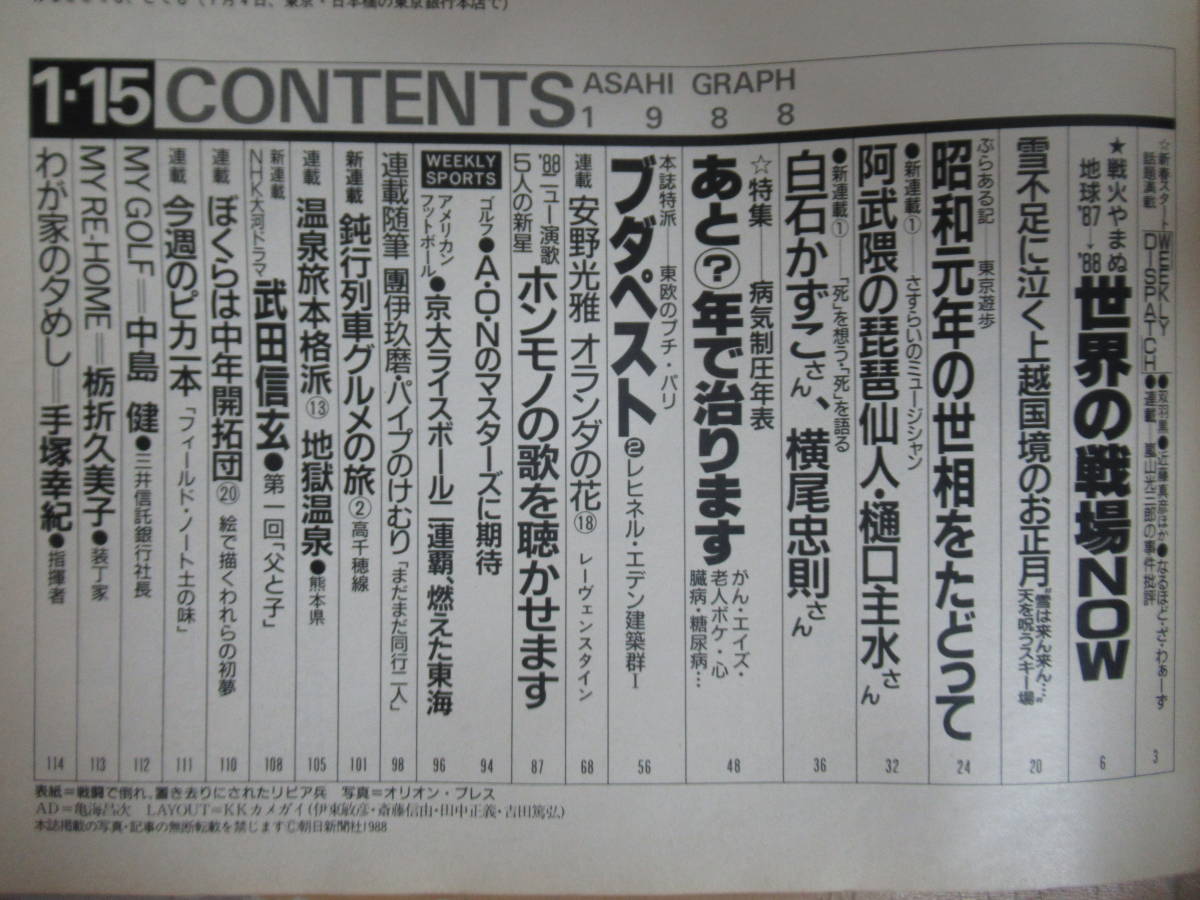 (1月4日、東京・日本橋の東京銀行本店で)
1・15 CONTENTS ASAHI GRAPH 1988
☆新春スタート WEEKLY DISPATCH
話題満載
●双羽黒●近藤真彦ほか●なるほど・ざ・わぁーず
●連載 嵐山光三郎の事件批評
3
★戦火やまぬ地球'87→'88
世界の戦場NOW
6
雪不足に泣く上越国境のお正月
“雪は来ん来ん…”
天を呪うスキー場
20
ぶらある記 東京遊歩
昭和元年の世相をたどって
24
●新連載① さすらいのミュージシャン
阿武隈の琵琶仙人・樋口主水さん
32
●新連載① 「死」を想う、「死」を語る
白石かずこさん、横尾忠則さん
36
☆特集 病気制圧年表
あと?年で治ります
がん・エイズ・
老人ボケ・心
臓病・糖尿病…
48
本誌特派 東欧のプチ・パリ
ブダペスト ②レヒネル・エデン建築群Ⅰ
56
連載 安野光雅 オランダの花⑱ レーヴェンスタイン
68
'88ニュー演歌
5人の新星
ホンモノの歌を聴かせます
87
WEEKLY SPORTS
ゴルフ●A・O・Nのマスターズに期待
94
アメリカン
フットボール●京大ライスボール二連覇、燃えた東海
96
連載随筆 團伊玖磨・パイプのけむり 「まだまだ同行二人」
98
新連載 鈍行列車グルメの旅② 高千穂線
101
連載 温泉旅本格派⑬ 地獄温泉●熊本県
105
新連載
NHK大河ドラマ
武田信玄●第一回「父と子」
108
連載 ぼくらは中年開拓団⑳ 絵で描くわれらの初夢
110
連載 今週のピカ一本 「フィールド・ノート土の味」
111
MY GOLF=中島 健●三井信託銀行社長
112
MY RE・HOME=栃折久美子●装丁家
113
わが家の夕めし=手塚幸紀●指揮者
114
表紙=戦闘で倒れ、置き去りにされたリビア兵 写真=オリオン・プレス
AD=亀海昌次 LAYOUT=KKカメガイ(伊東敏彦・斎藤信由・田中正義・吉田篤弘)
本誌掲載の写真・記事の無断転載を禁じます©朝日新聞社1988